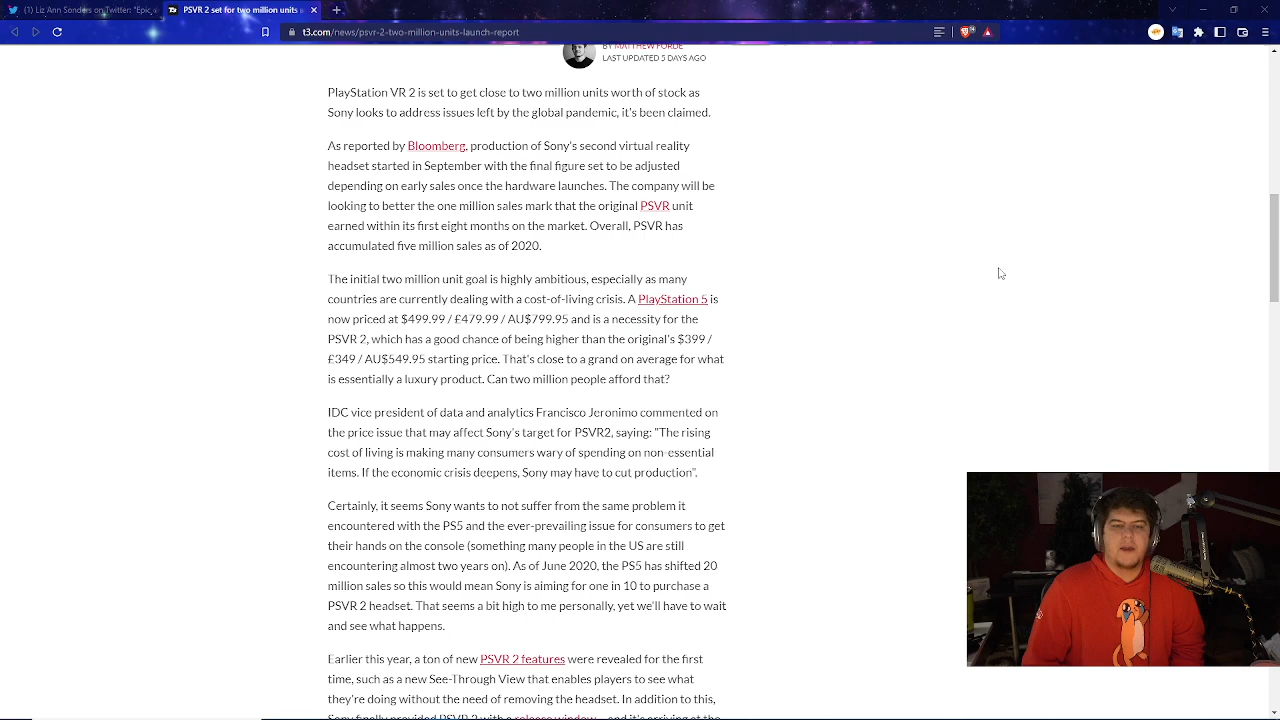 (1) Liz Ann Sonders on Twitter: "Epic
PSVR 2 set for two million units a
t3.com/news/psvr-2-two-million-units-launch-report
BY MATTHEW FORDE
LAST UPDATED 5 DAYS AGO
PlayStation VR 2 is set to get close to two million units worth of stock as
Sony looks to address issues left by the global pandemic, it's been claimed.
As reported by Bloomberg, production of Sony's second virtual reality
headset started in September with the final figure set to be adjusted
depending on early sales once the hardware launches. The company will be
looking to better the one million sales mark that the original PSVR unit
earned within its first eight months on the market. Overall, PSVR has
accumulated five million sales as of 2020.
The initial two million unit goal is highly ambitious, especially as many
countries are currently dealing with a cost-of-living crisis. A PlayStation 5 is
now priced at $499.99 / £479.99 / AU$799.95 and is a necessity for the
PSVR 2, which has a good chance of being higher than the original's $399 /
£349 / AU$549.95 starting price. That's close to a grand on average for what
is essentially a luxury product. Can two million people afford that?
IDC vice president of data and analytics Francisco Jeronimo commented on
the price issue that may affect Sony's target for PSVR2, saying: "The rising
cost of living is making many consumers wary of spending on non-essential
items. If the economic crisis deepens, Sony may have to cut production".
Certainly, it seems Sony wants to not suffer from the same problem it
encountered with the PS5 and the ever-prevailing issue for consumers to get
their hands on the console (something many people in the US are still
encountering almost two years on). As of June 2020, the PS5 has shifted 20
million sales so this would mean Sony is aiming for one in 10 to purchase a
PSVR 2 headset. That seems a bit high to me personally, yet we'll have to wait
and see what happens.
Earlier this year, a ton of new PSVR 2 features were revealed for the first
time, such as a new See-Through View that enables players to see what
they're doing without the need of removing the headset. In addition to this,
Sony finally provided PSVR 2 with a release window – and it's arriving at the